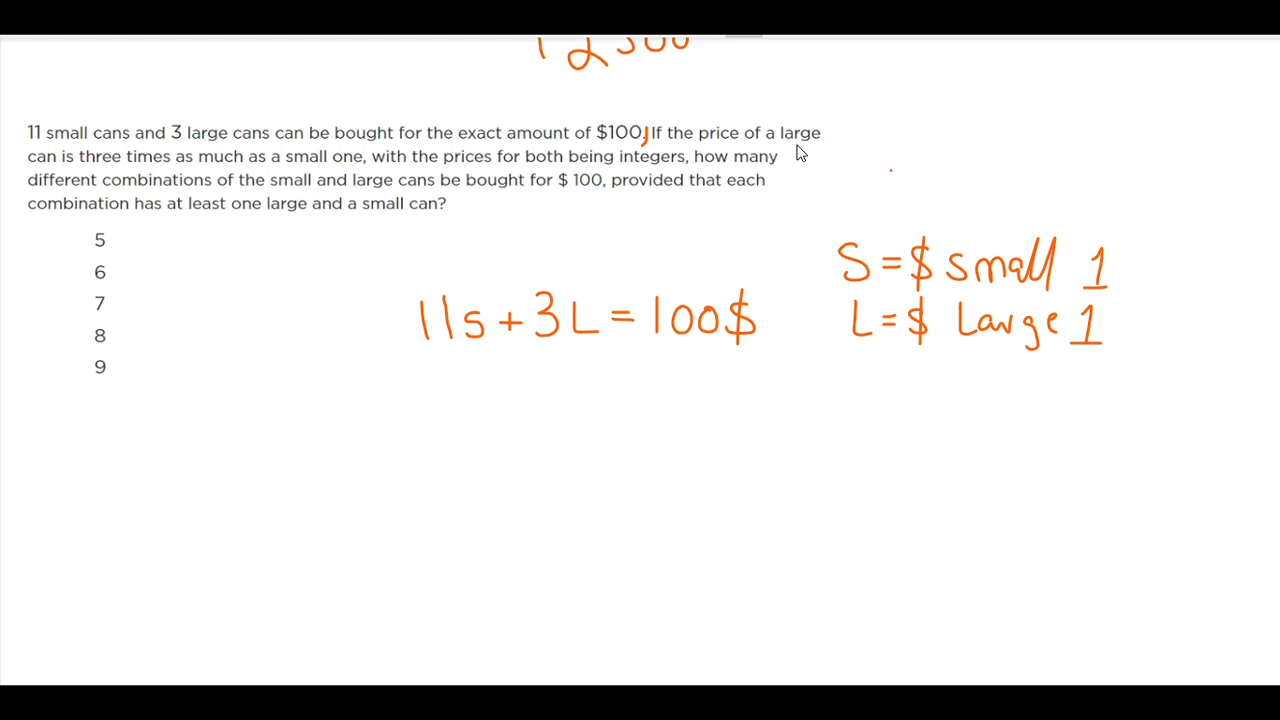 12500
11 small cans and 3 large cans can be bought for the exact amount of $100, If the price of a large
can is three times as much as a small one, with the prices for both being integers, how many
different combinations of the small and large cans be bought for $ 100, provided that each
combination has at least one large and a small can?
5
6
7
8
9
11s + 3L = 100$
S = $ small 1
L = $ Large 1